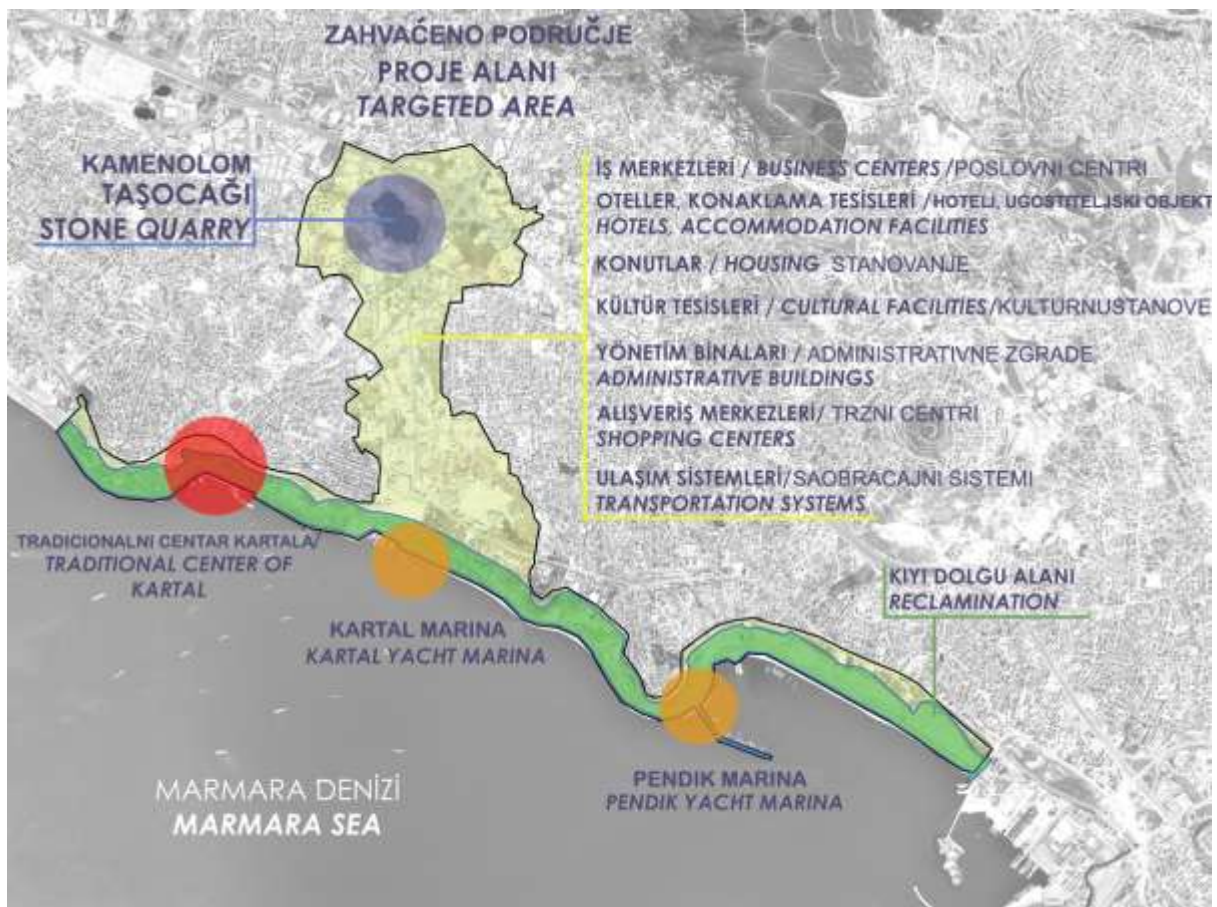 ZAHVAĆENO PODRUČJE
PROJE ALANI
TARGETED AREA
KAMENOLOM
TAŞOCAĞI
STONE QUARRY
İŞ MERKEZLERİ / BUSINESS CENTERS /POSLOVNI CENTRI
OTELLER, KONAKLAMA TESİSLERİ /HOTELI, UGOSTITELJSKI OBJEKT
HOTELS, ACCOMMODATION FACILITIES
KONUTLAR / HOUSING STANOVANJE
KÜLTÜR TESİSLERİ / CULTURAL FACILITIES/KULTURNUSTANOVE
YÖNETİM BİNALARI / ADMINISTRATIVNE ZGRADE
ADMINISTRATIVE BUILDINGS
ALIŞVERİŞ MERKEZLERİ/ TRZNI CENTRI
SHOPPING CENTERS
ULAŞIM SİSTEMLERİ/SAOBRACAJNI SISTEMI
TRANSPORTATION SYSTEMS
TRADICIONALNI CENTAR KARTALA/
TRADITIONAL CENTER OF
KARTAL
KIYI DOLGU ALANI
RECLAMINATION
KARTAL MARINA
KARTAL YACHT MARINA
PENDIK MARINA
PENDIK YACHT MARINA
MARMARA DENİZİ
MARMARA SEA